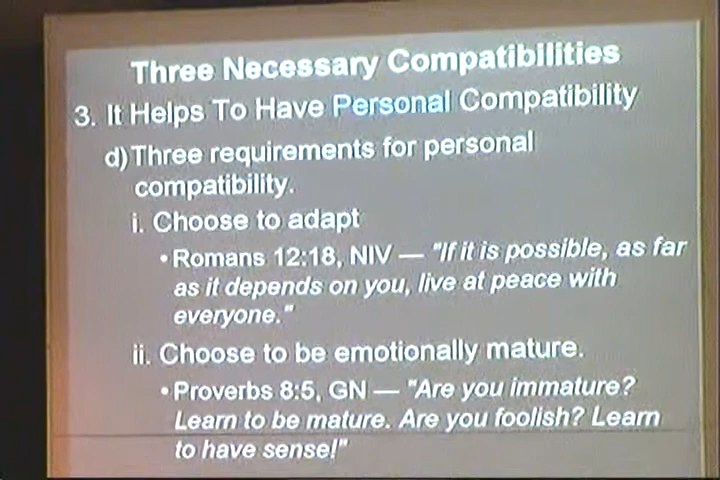 Three Necessary Compatibilities
3. It Helps To Have Personal Compatibility
d) Three requirements for personal
compatibility.
i. Choose to adapt
• Romans 12:18, NIV — "If it is possible, as far
as it depends on you, live at peace with
everyone."
ii. Choose to be emotionally mature.
• Proverbs 8:5, GN — "Are you immature?
Learn to be mature. Are you foolish? Learn
to have sense!"